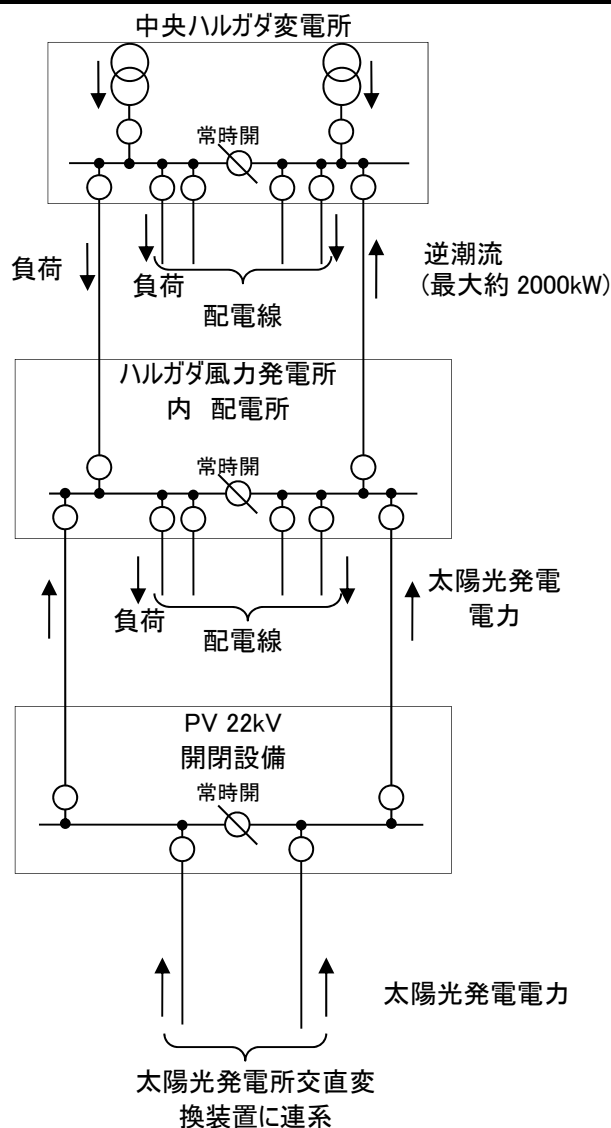 中央ハルガダ変電所
常時開
負荷
負荷
配電線
逆潮流
(最大約 2000kW)
ハルガダ風力発電所
内 配電所
常時開
負荷
配電線
太陽光発電
電力
PV 22kV
開閉設備
常時開
太陽光発電電力
太陽光発電所交直変
換装置に連系